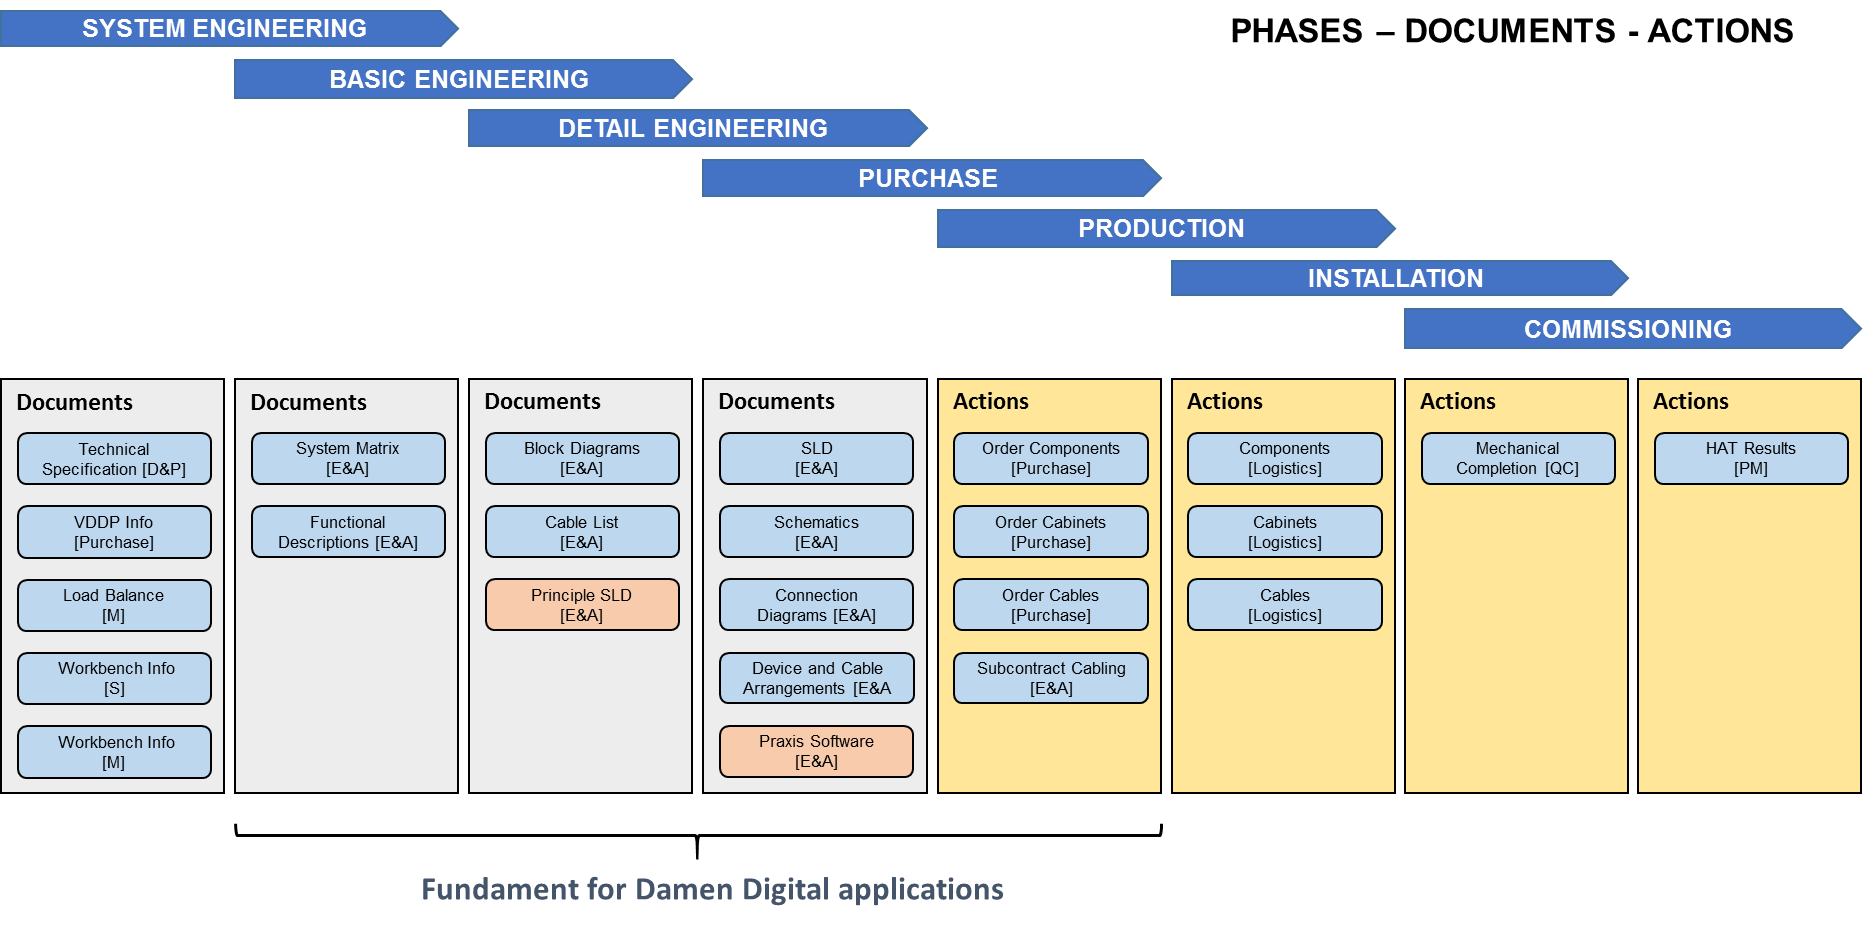 SYSTEM ENGINEERING
PHASES – DOCUMENTS - ACTIONS
BASIC ENGINEERING
DETAIL ENGINEERING
PURCHASE
PRODUCTION
INSTALLATION
COMMISSIONING
Documents
Technical
Specification [D&P]
VDDP Info
[Purchase]
Load Balance
[M]
Workbench Info
[S]
Workbench Info
[M]
Documents
System Matrix
[E&A]
Functional
Descriptions [E&A]
Documents
Block Diagrams
[E&A]
Cable List
[E&A]
Principle SLD
[E&A]
Documents
SLD
[E&A]
Schematics
[E&A]
Connection
Diagrams [E&A]
Device and Cable
Arrangements [E&A
Praxis Software
[E&A]
Actions
Order Components
[Purchase]
Order Cabinets
[Purchase]
Order Cables
[Purchase]
Subcontract Cabling
[E&A]
Actions
Components
[Logistics]
Cabinets
[Logistics]
Cables
[Logistics]
Actions
Mechanical
Completion [QC]
Actions
HAT Results
[PM]
Fundament for Damen Digital applications